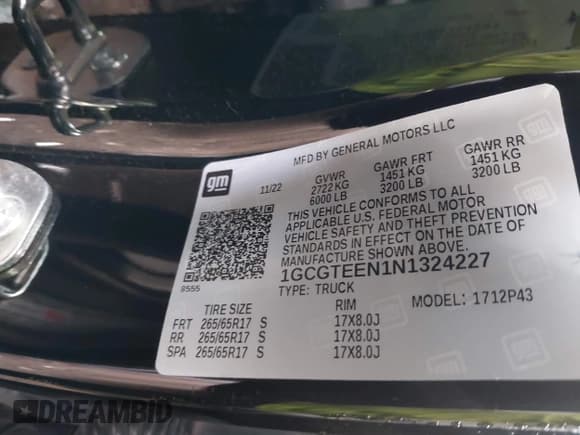 MFD BY GENERAL MOTORS LLC
gm
11/22
GVWR GAWR FRT GAWR RR
2722 KG 1451 KG 1451 KG
6000 LB 3200 LB 3200 LB
THIS VEHICLE CONFORMS TO ALL
APPLICABLE U.S. FEDERAL MOTOR
VEHICLE SAFETY AND THEFT PREVENTION
STANDARDS IN EFFECT ON THE DATE OF
MANUFACTURE SHOWN ABOVE.
1GCGTEEN1N1324227
8555
TYPE: TRUCK MODEL: 1712P43
TIRE SIZE RIM
FRT 265/65R17 S 17X8.0J
RR 265/65R17 S 17X8.0J
SPA 265/65R17 S 17X8.0J
DREAMBID